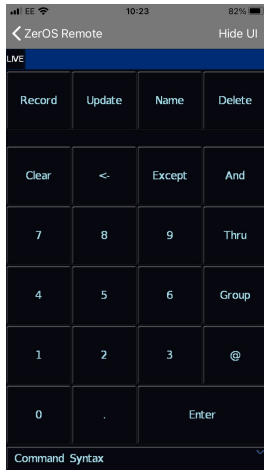 EE 10:23 82%
ZerOS Remote Hide UI
LIVE
Record Update Name Delete
Clear <- Except And
7 8 9 Thru
4 5 6 Group
1 2 3 @
0 . Enter
Command Syntax